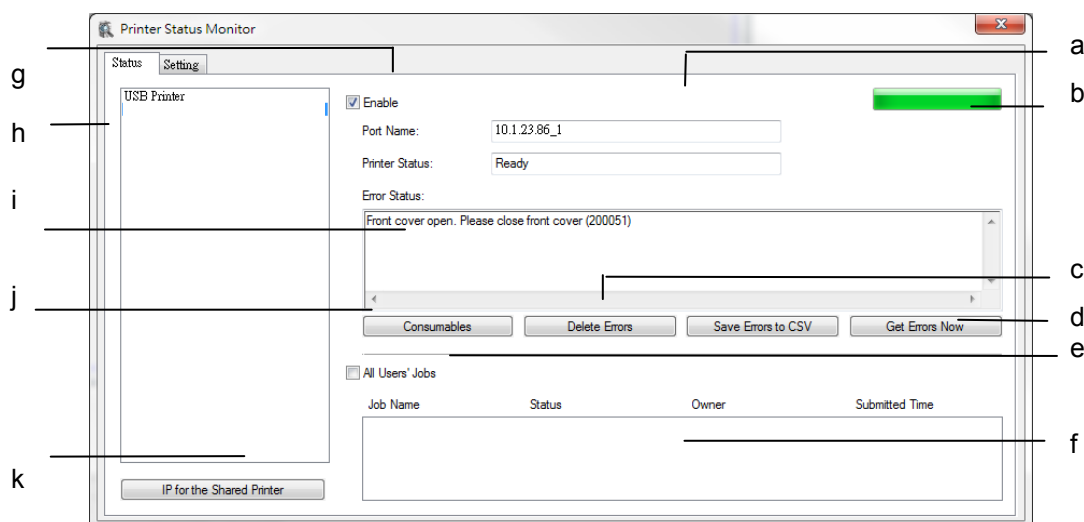 Printer Status Monitor
a
Status Setting
g
b
USB Printer
Enable
h
Port Name: 10.1.23.86_1
Printer Status: Ready
i
Error Status:
Front cover open. Please close front cover (200051)
c
j
d
Consumables Delete Errors Save Errors to CSV Get Errors Now
e
All Users' Jobs
Job Name Status Owner Submitted Time
f
k
IP for the Shared Printer